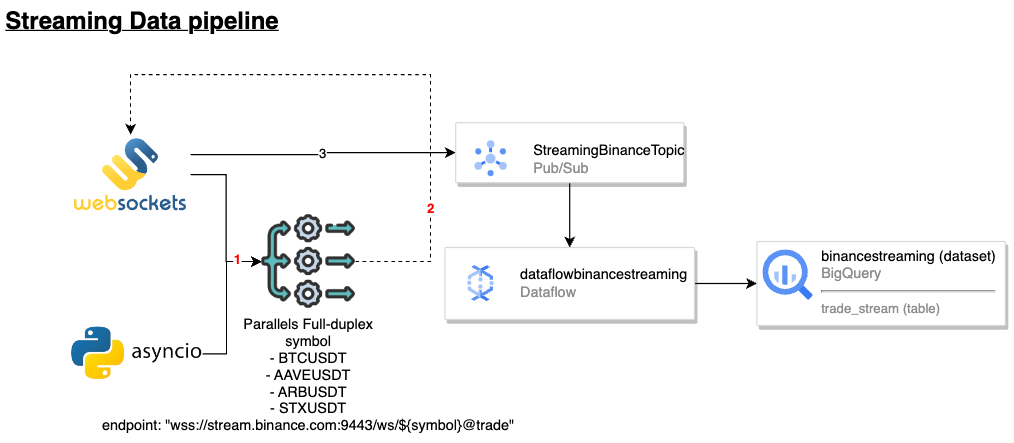 Streaming Data pipeline
websockets
3
StreamingBinanceTopic
Pub/Sub
2
1
dataflowbinancestreaming
Dataflow
binancestreaming (dataset)
BigQuery
trade_stream (table)
asyncio
Parallels Full-duplex
symbol
- BTCUSDT
- AAVEUSDT
- ARBUSDT
- STXUSDT
endpoint: "wss://stream.binance.com:9443/ws/${symbol}@trade"